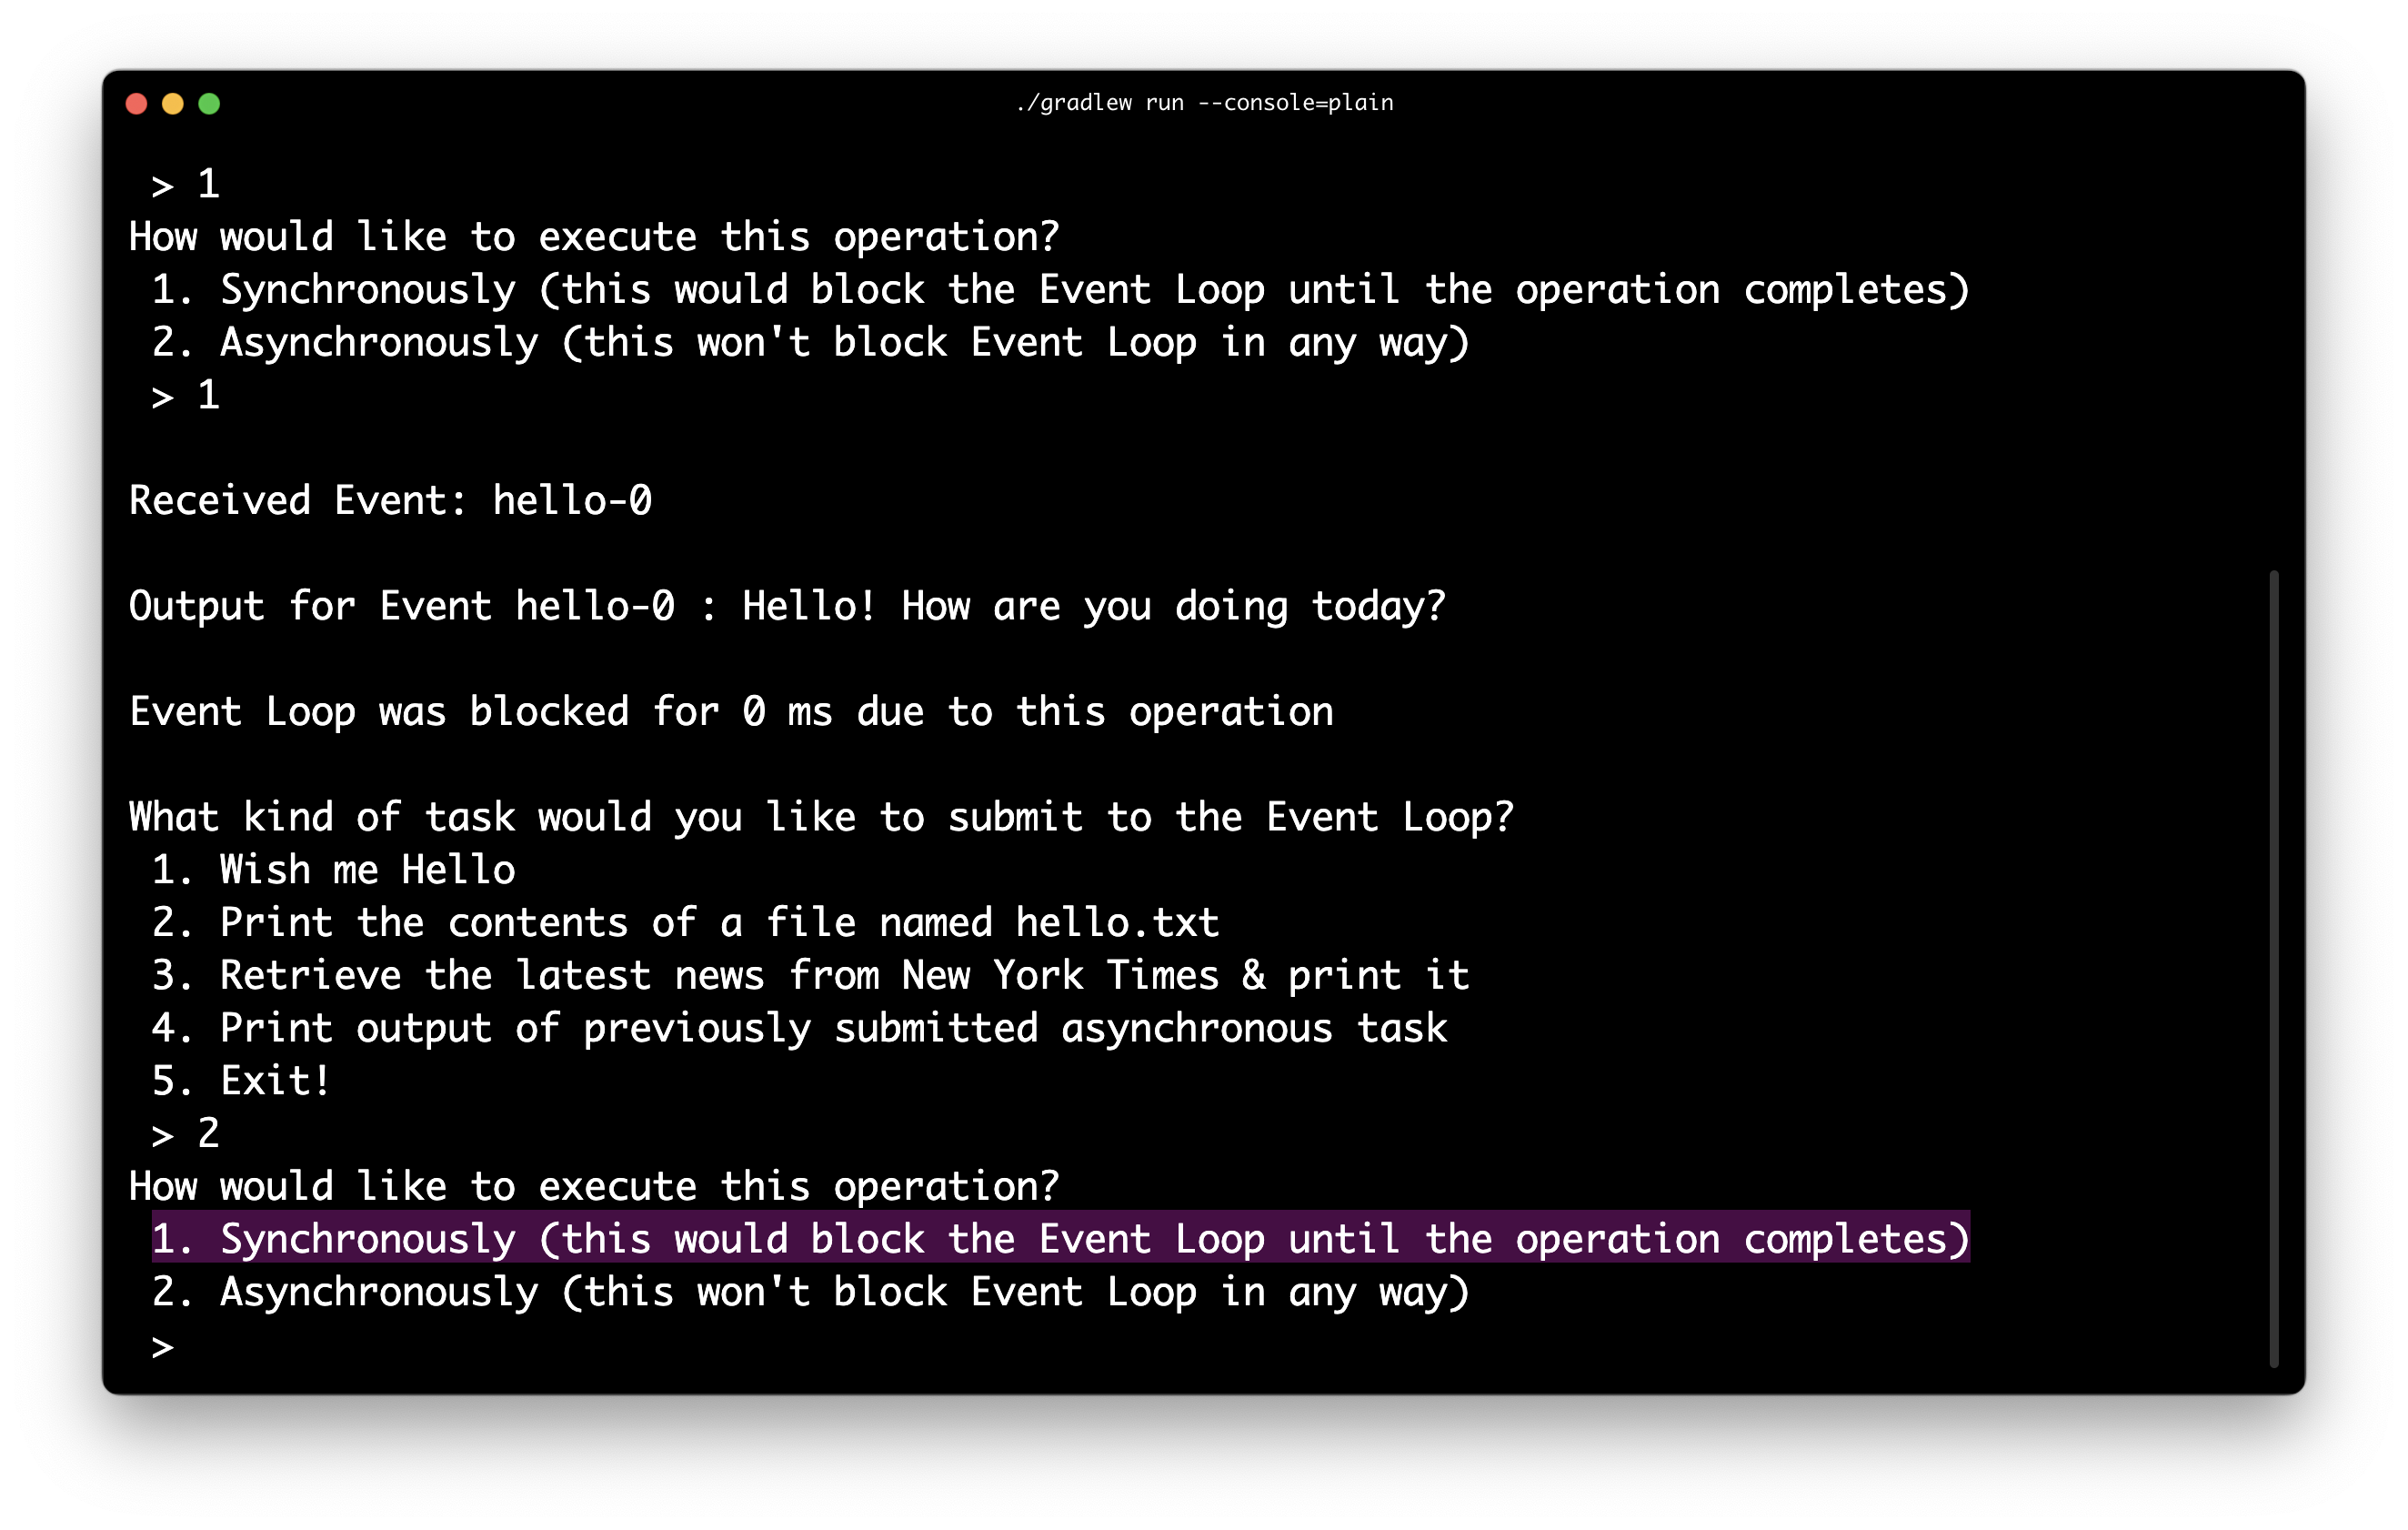 ./gradlew run --console=plain
> 1
How would like to execute this operation?
1. Synchronously (this would block the Event Loop until the operation completes)
2. Asynchronously (this won't block Event Loop in any way)
> 1
Received Event: hello-0
Output for Event hello-0 : Hello! How are you doing today?
Event Loop was blocked for 0 ms due to this operation
What kind of task would you like to submit to the Event Loop?
1. Wish me Hello
2. Print the contents of a file named hello.txt
3. Retrieve the latest news from New York Times & print it
4. Print output of previously submitted asynchronous task
5. Exit!
> 2
How would like to execute this operation?
1. Synchronously (this would block the Event Loop until the operation completes)
2. Asynchronously (this won't block Event Loop in any way)
>